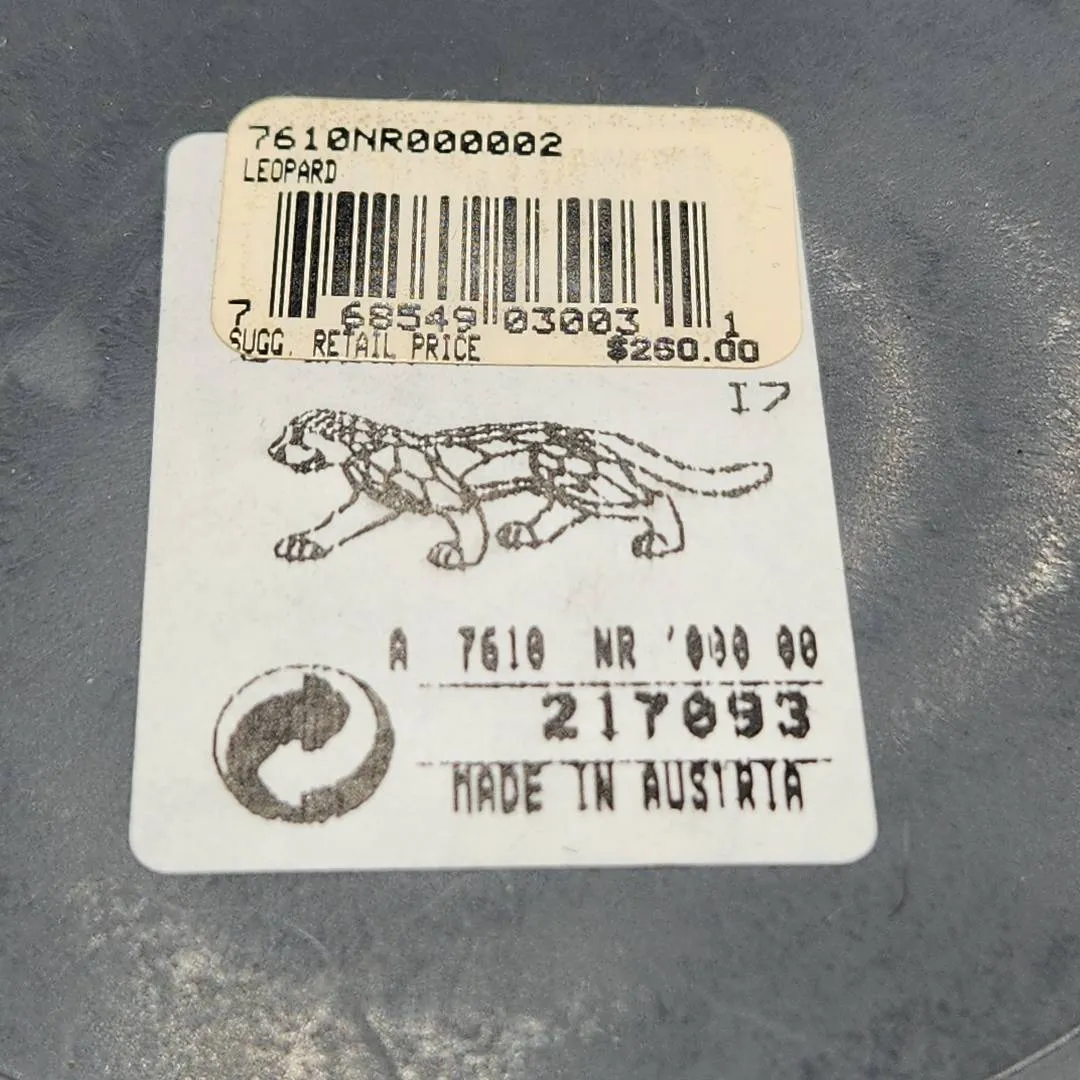 7610NR000002
LEOPARD
7 68549 03003 1
SUGG. RETAIL PRICE $260.00
I7
A 7610 NR '000 00
217093
MADE IN AUSTRIA